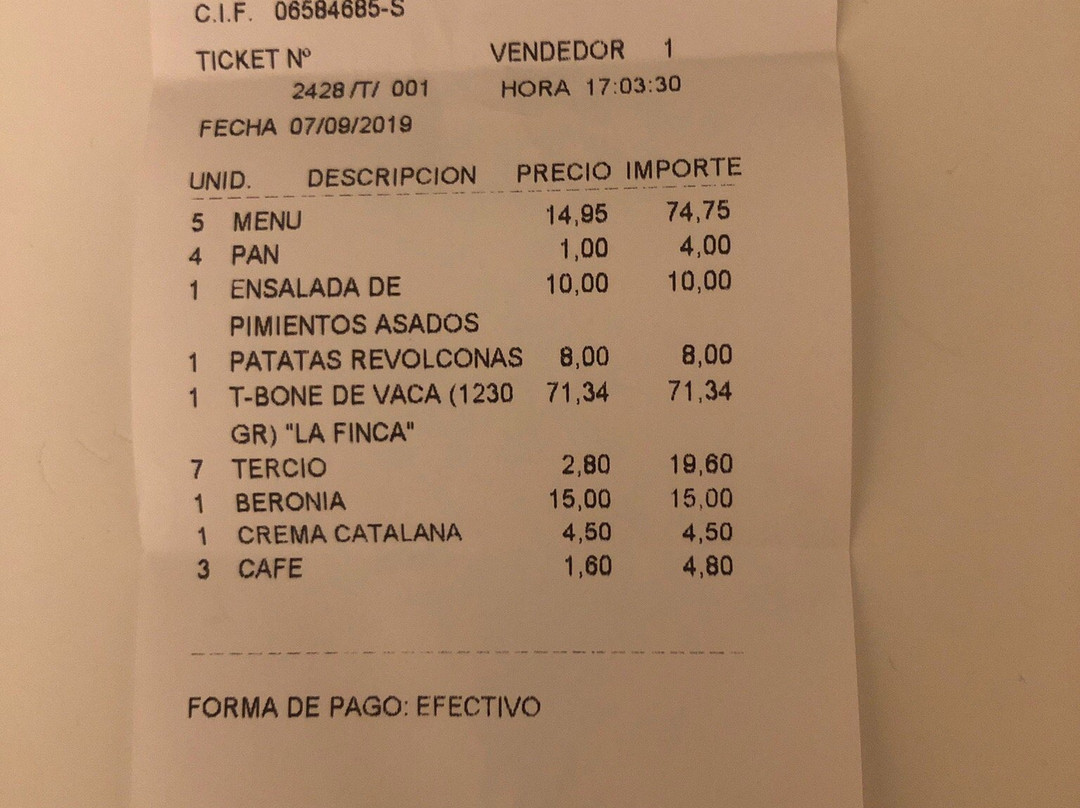 C.I.F. 06584685-S
TICKET Nº VENDEDOR 1
2428 /T/ 001 HORA 17:03:30
FECHA 07/09/2019
UNID. DESCRIPCION PRECIO IMPORTE
5 MENU 14,95 74,75
4 PAN 1,00 4,00
1 ENSALADA DE 10,00 10,00
PIMIENTOS ASADOS
1 PATATAS REVOLCONAS 8,00 8,00
1 T-BONE DE VACA (1230 71,34 71,34
GR) "LA FINCA"
7 TERCIO 2,80 19,60
1 BERONIA 15,00 15,00
1 CREMA CATALANA 4,50 4,50
3 CAFE 1,60 4,80
FORMA DE PAGO: EFECTIVO